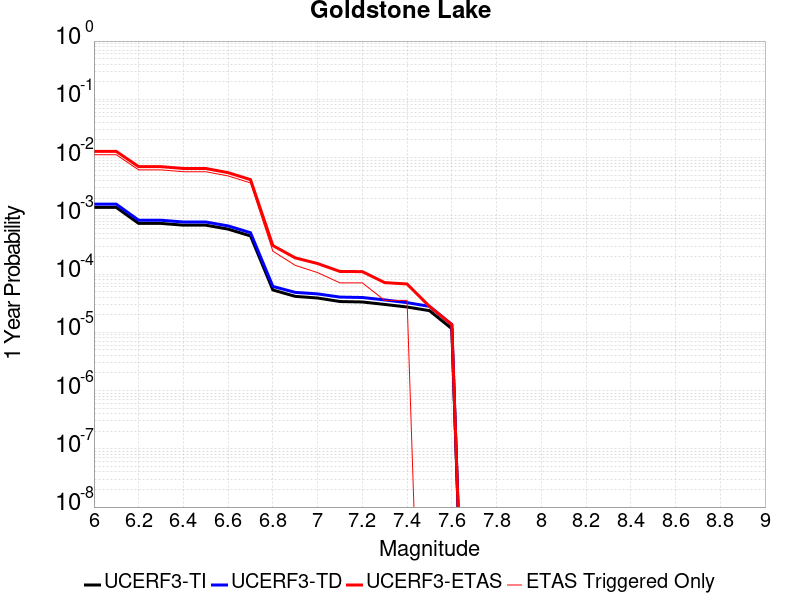 Goldstone Lake
1 Year Probability
10^0
10^-1
10^-2
10^-3
10^-4
10^-5
10^-6
10^-7
10^-8
6 6.2 6.4 6.6 6.8 7 7.2 7.4 7.6 7.8 8 8.2 8.4 8.6 8.8 9
Magnitude
UCERF3-TI UCERF3-TD UCERF3-ETAS ETAS Triggered Only